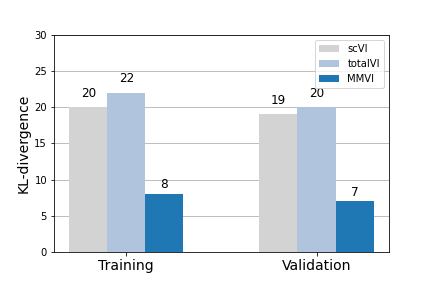 30
25
20
15
10
5
0
KL-divergence
scVI
totalVI
MMVI
20
22
8
19
20
7
Training
Validation